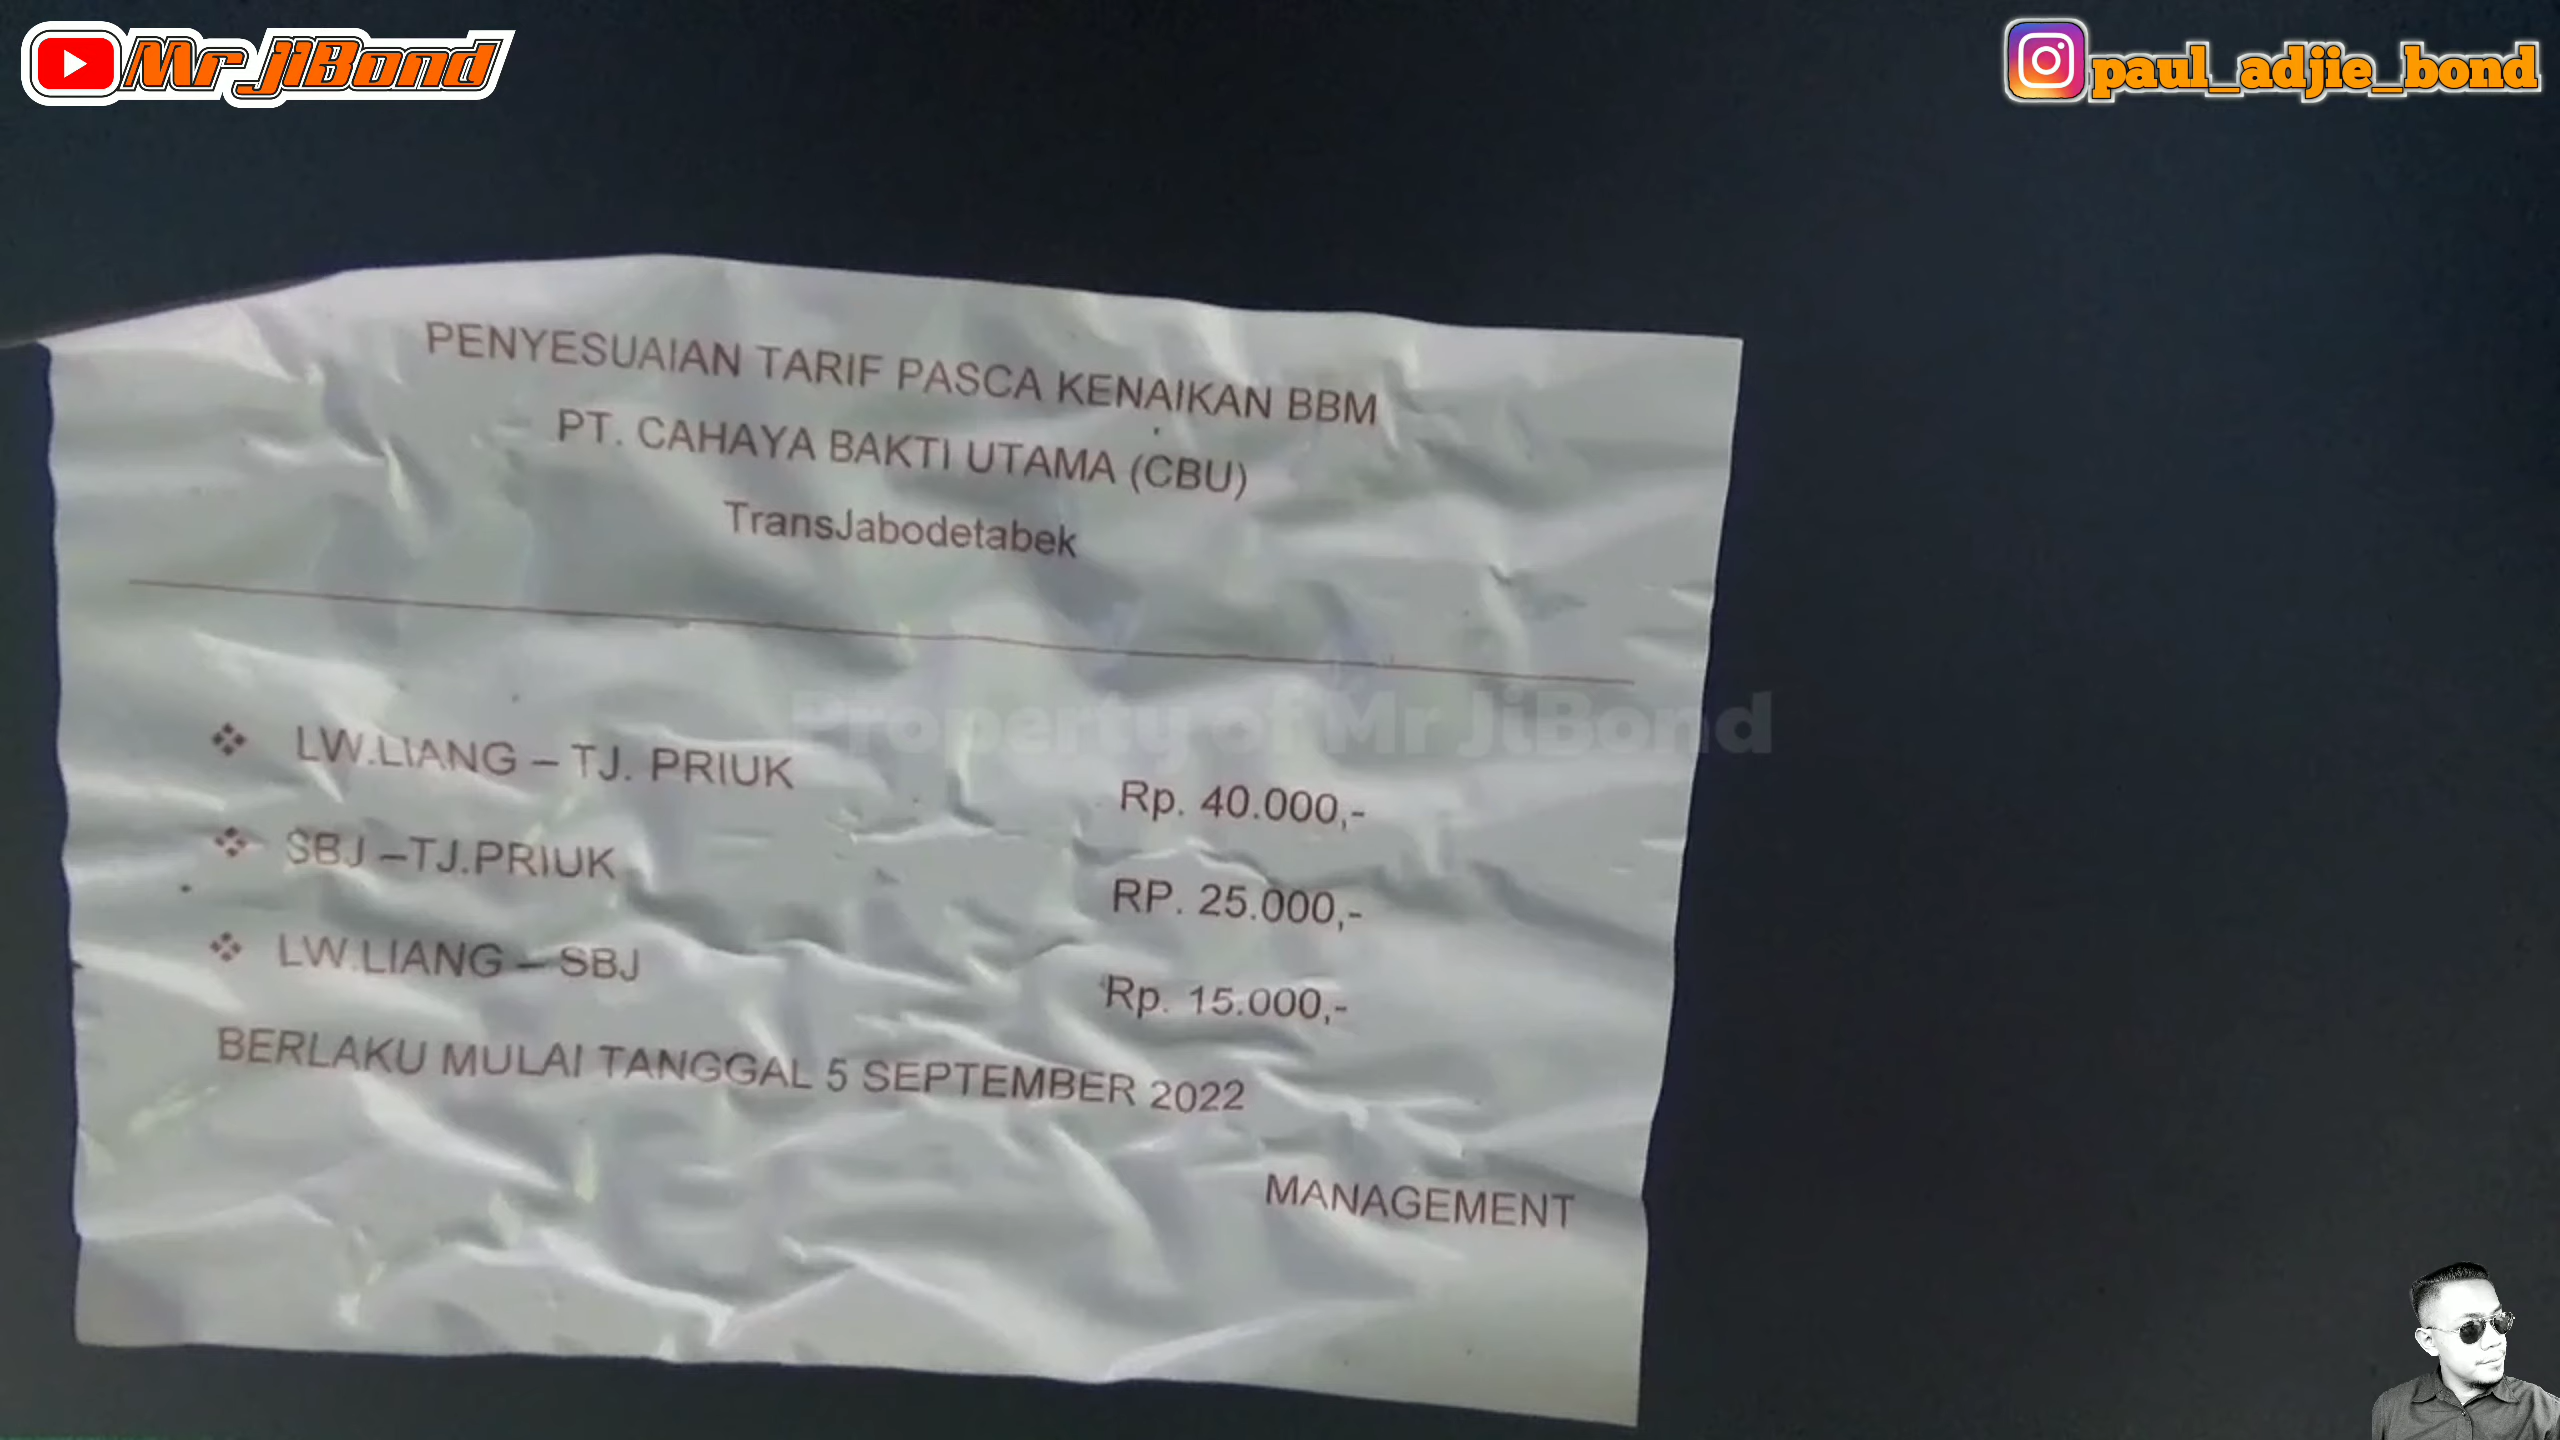 Mr JiBond
paul_adjie_bond
PENYESUAIAN TARIF PASCA KENAIKAN BBM
PT. CAHAYA BAKTI UTAMA (CBU)
TransJabodetabek
Property of Mr JiBond
LW.LIANG – TJ. PRIUK Rp. 40.000,-
SBJ –TJ.PRIUK RP. 25.000,-
LW.LIANG – SBJ Rp. 15.000,-
BERLAKU MULAI TANGGAL 5 SEPTEMBER 2022
MANAGEMENT